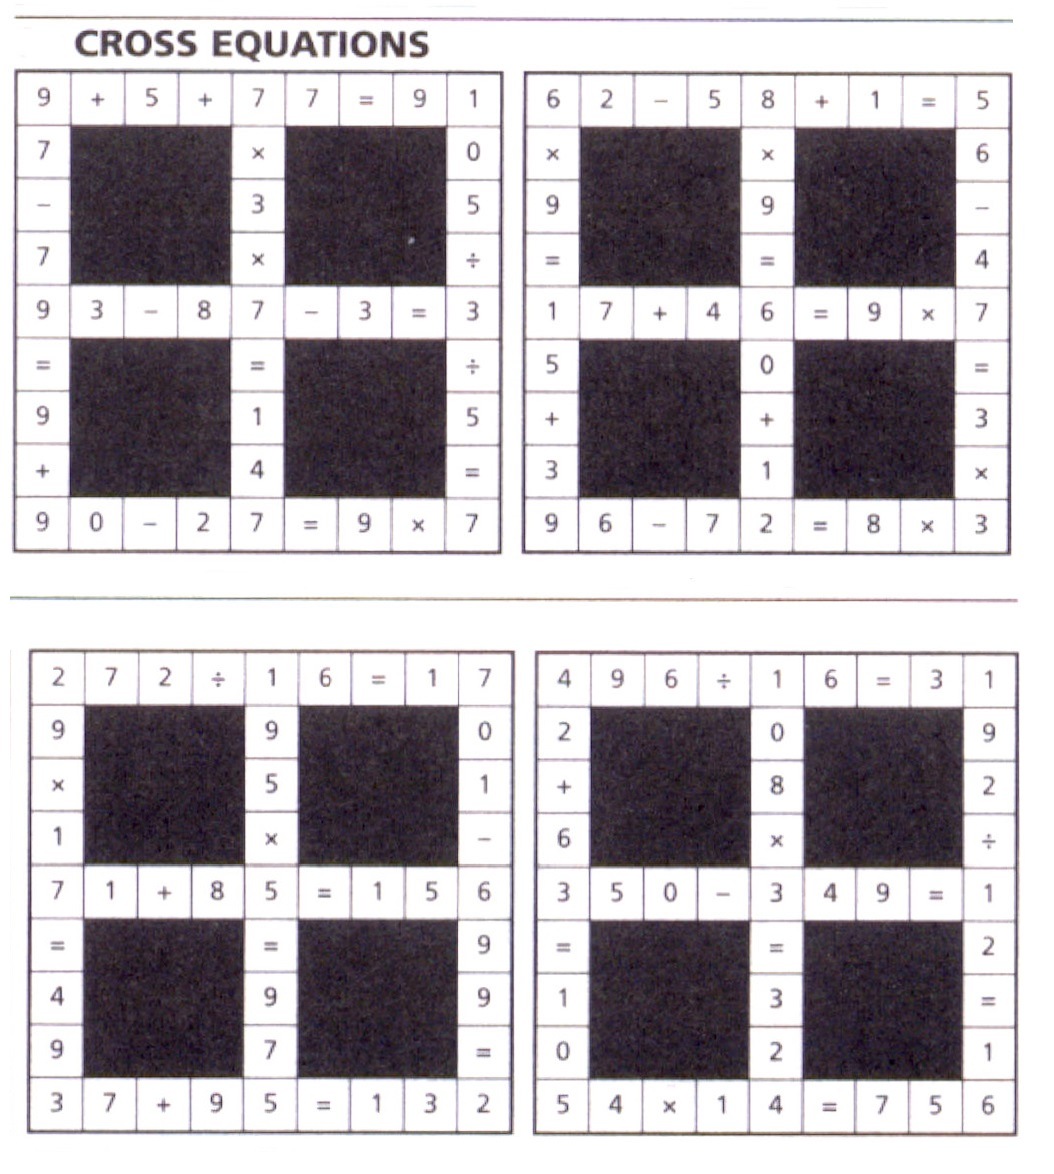 CROSS EQUATIONS
9 + 5 + 7 7 = 9 1
7 × 0
− 3 5
7 × ÷
9 3 − 8 7 − 3 = 3
= = ÷
9 1 5
+ 4 =
9 0 − 2 7 = 9 × 7
6 2 − 5 8 + 1 = 5
× × 6
9 9 −
= = 4
1 7 + 4 6 = 9 × 7
5 0 =
+ + 3
3 1 ×
9 6 − 7 2 = 8 × 3
2 7 2 ÷ 1 6 = 1 7
9 9 0
× 5 1
1 × −
7 1 + 8 5 = 1 5 6
= = 9
4 9 9
9 7 =
3 7 + 9 5 = 1 3 2
4 9 6 ÷ 1 6 = 3 1
2 0 9
+ 8 2
6 × ÷
3 5 0 − 3 4 9 = 1
= = 2
1 3 =
0 2 1
5 4 × 1 4 = 7 5 6